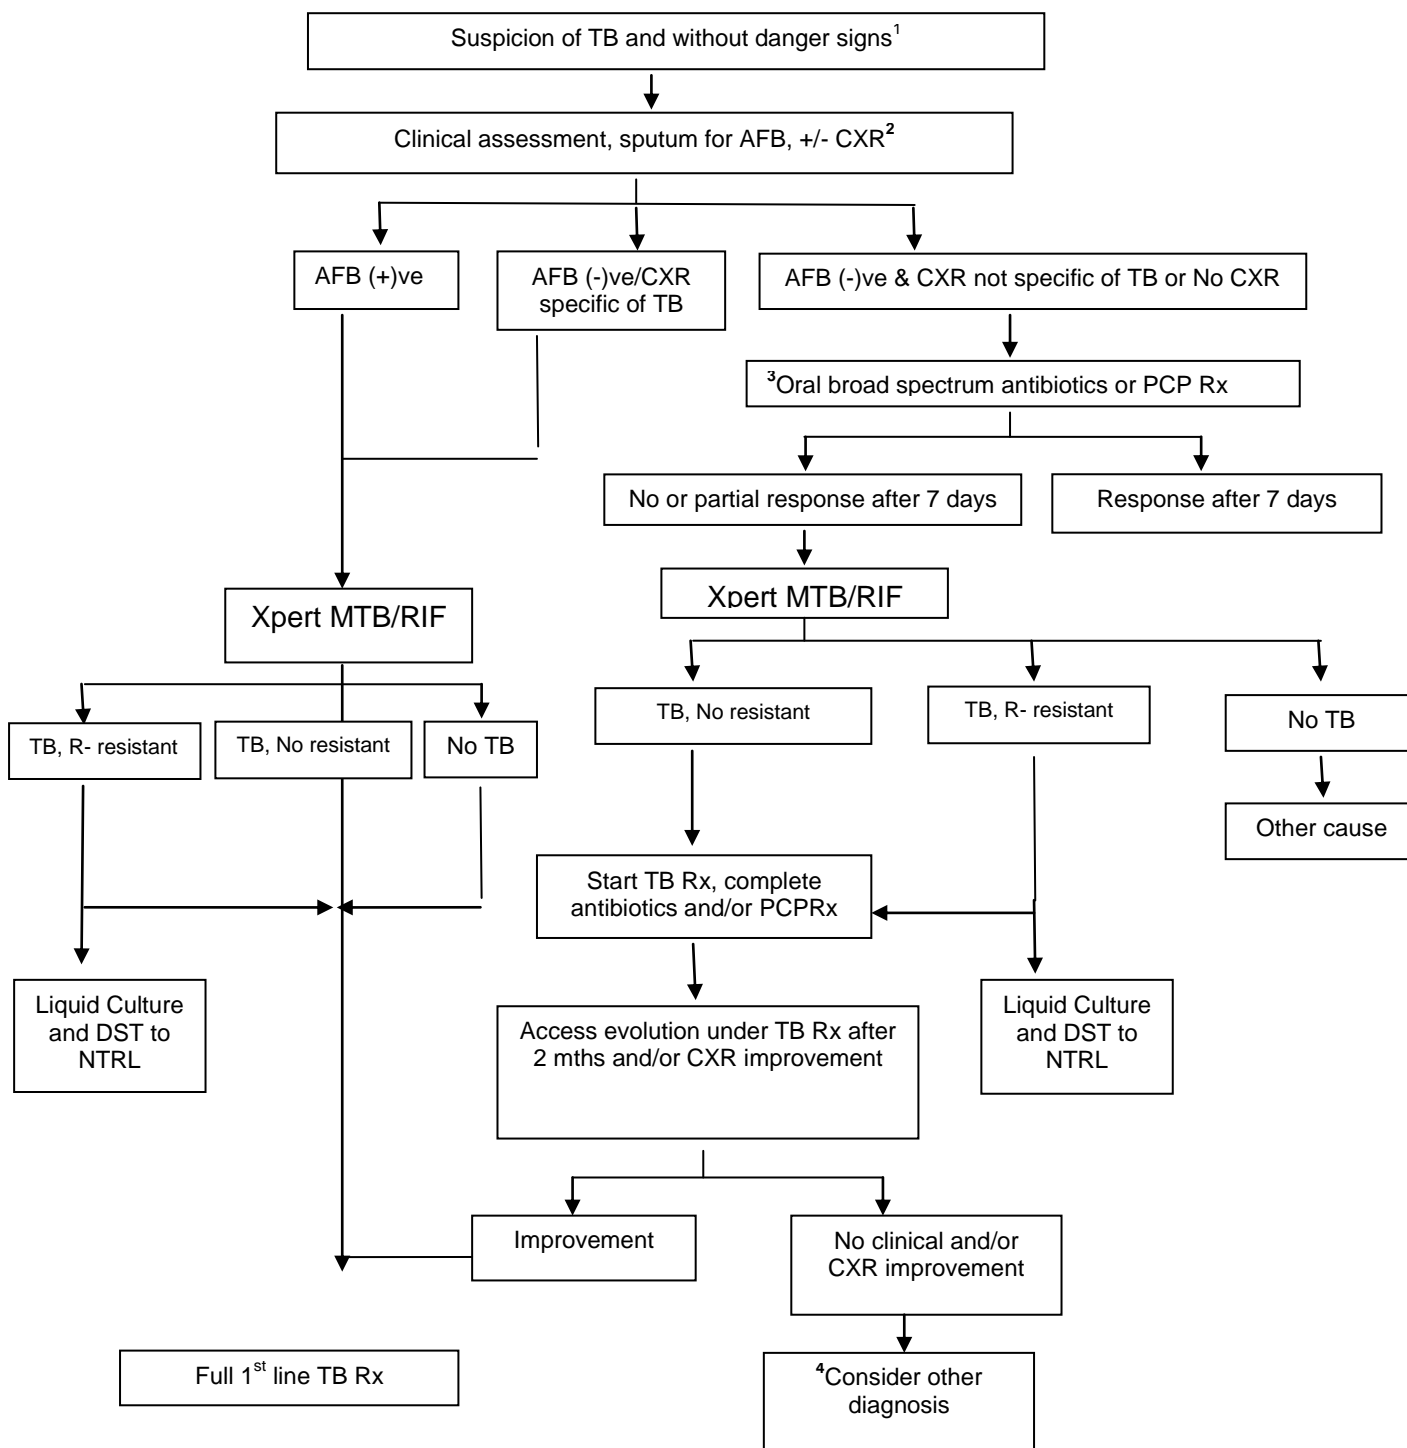 Suspicion of TB and without danger signs¹
Clinical assessment, sputum for AFB, +/- CXR²
AFB (+)ve
AFB (-)ve/CXR
specific of TB
AFB (-)ve & CXR not specific of TB or No CXR
³Oral broad spectrum antibiotics or PCP Rx
No or partial response after 7 days
Response after 7 days
Xpert MTB/RIF
Xpert MTB/RIF
TB, R- resistant
TB, No resistant
No TB
TB, No resistant
TB, R- resistant
No TB
Other cause
Start TB Rx, complete
antibiotics and/or PCPRx
Liquid Culture
and DST to
NTRL
Access evolution under TB Rx after
2 mths and/or CXR improvement
Liquid Culture
and DST to
NTRL
Improvement
No clinical and/or
CXR improvement
Full 1st line TB Rx
⁴Consider other
diagnosis